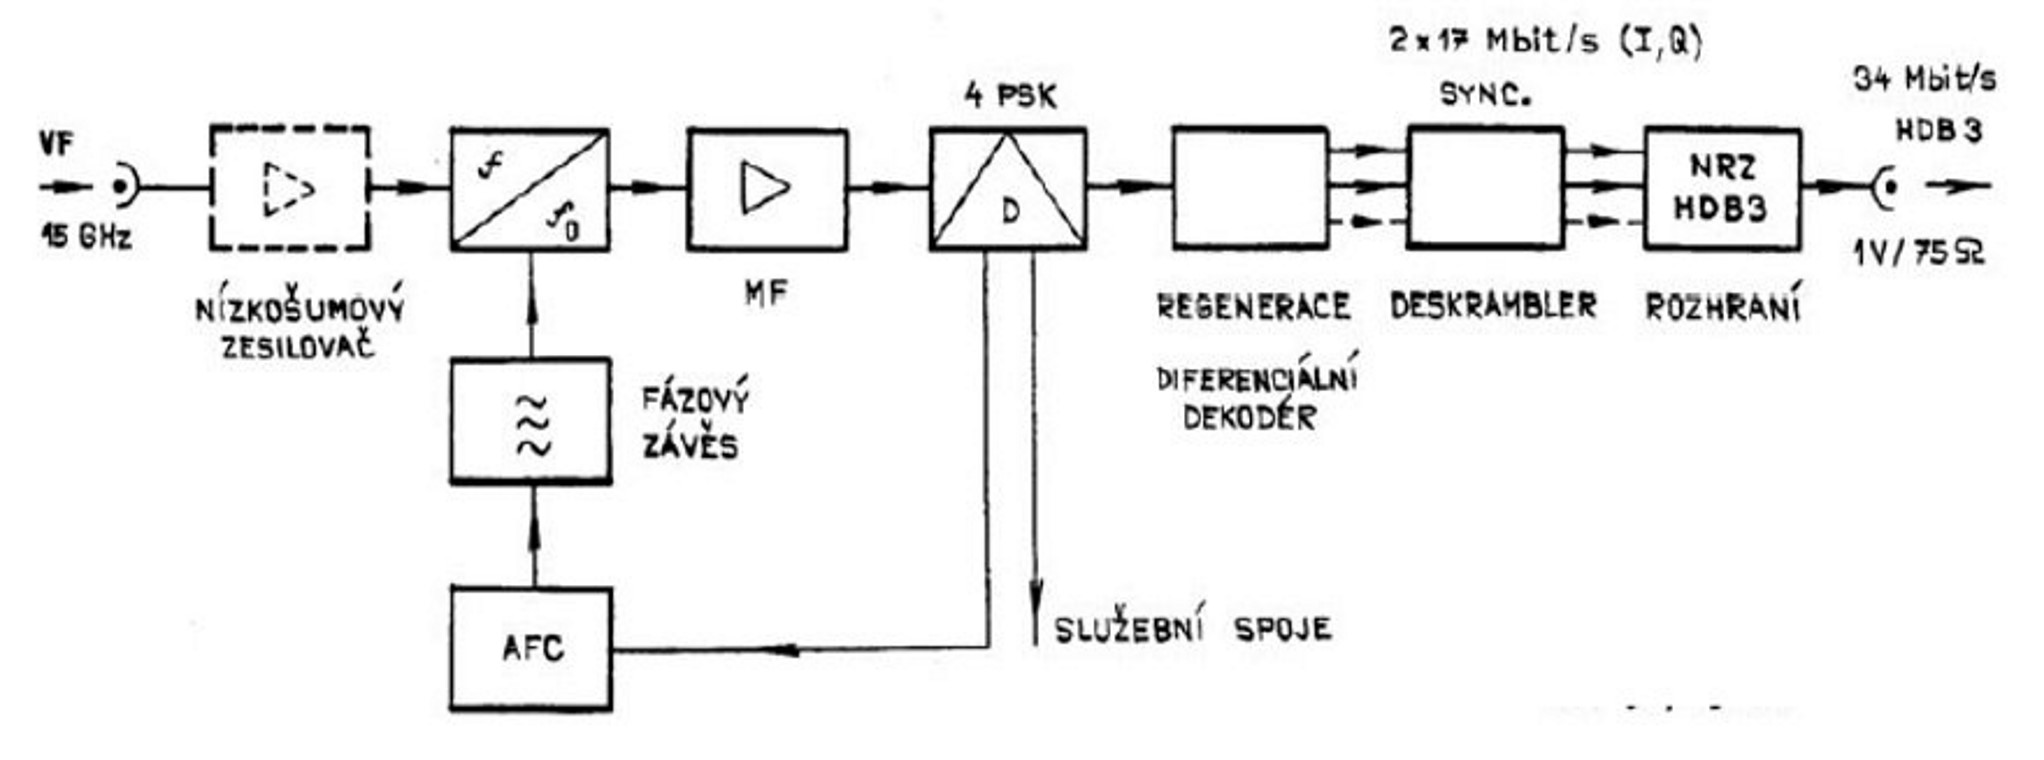 2 x 17 Mbit/s (I,Q)
SYNC.
34 Mbit/s
HDB 3
4 PSK
VF
15 GHz
f
f0
D
NRZ
HDB3
1V / 75 Ω
NÍZKOŠUMOVÝ
ZESILOVAČ
MF
REGENERACE
DESKRAMBLER
ROZHRANÍ
DIFERENCIÁLNÍ
DEKODÉR
FÁZOVÝ
ZÁVĚS
AFC
SLUŽEBNÍ SPOJE